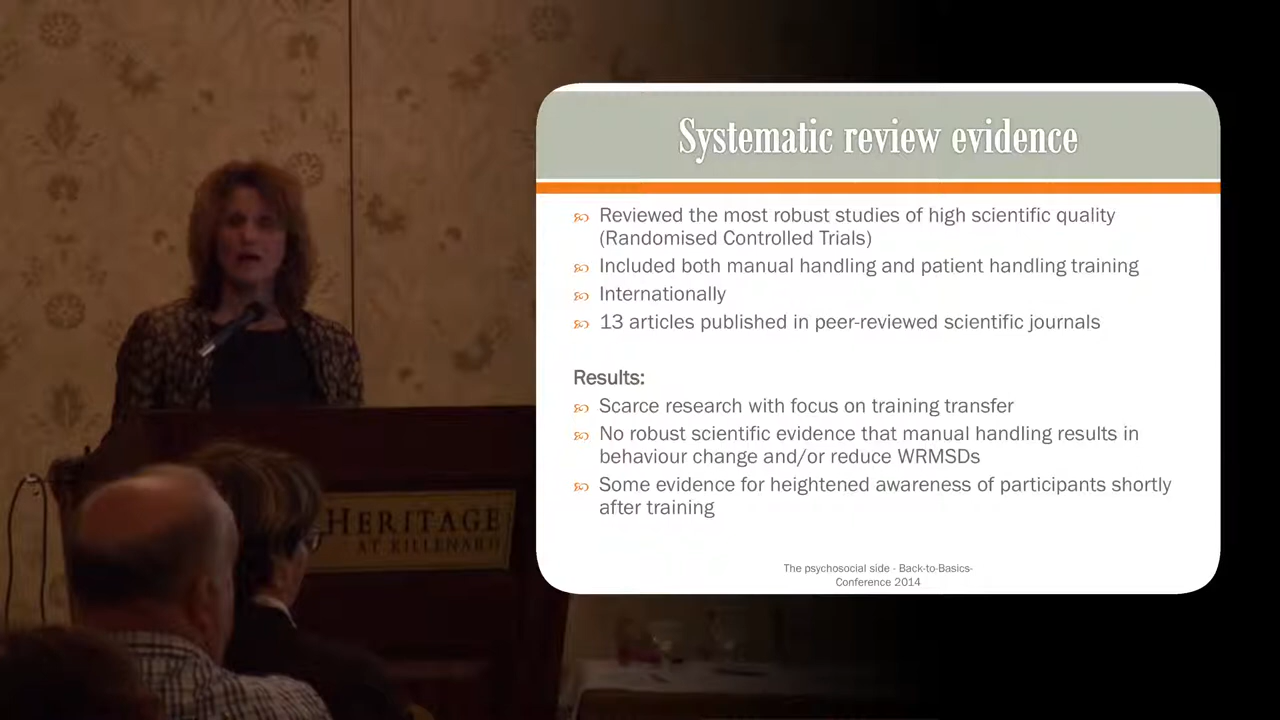 Systematic review evidence
Reviewed the most robust studies of high scientific quality
(Randomised Controlled Trials)
Included both manual handling and patient handling training
Internationally
13 articles published in peer-reviewed scientific journals
Results:
Scarce research with focus on training transfer
No robust scientific evidence that manual handling results in
behaviour change and/or reduce WRMSDs
Some evidence for heightened awareness of participants shortly
after training
The psychosocial side - Back-to-Basics-
Conference 2014
HERITAGE
AT KILLENARD